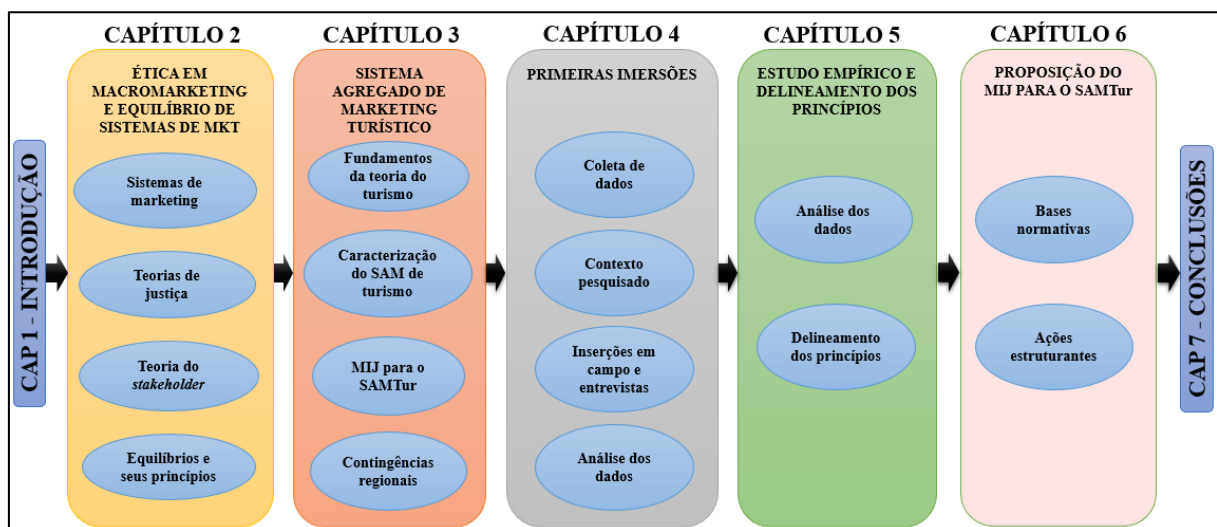 CAP 1 - INTRODUÇÃO
CAPÍTULO 2
ÉTICA EM
MACROMARKETING
E EQUILÍBRIO DE
SISTEMAS DE MKT
Sistemas de
marketing
Teorias de
justiça
Teoria do
stakeholder
Equilíbrios e
seus princípios
CAPÍTULO 3
SISTEMA
AGREGADO DE
MARKETING
TURÍSTICO
Fundamentos
da teoria do
turismo
Caracterização
do SAM de
turismo
MIJ para o
SAMTur
Contingências
regionais
CAPÍTULO 4
PRIMEIRAS IMERSÕES
Coleta de
dados
Contexto
pesquisado
Inserções em
campo e
entrevistas
Análise dos
dados
CAPÍTULO 5
ESTUDO EMPÍRICO E
DELINEAMENTO DOS
PRINCÍPIOS
Análise dos
dados
Delineamento
dos princípios
CAPÍTULO 6
PROPOSIÇÃO DO
MIJ PARA O SAMTur
Bases
normativas
Ações
estruturantes
CAP 7 - CONCLUSÕES